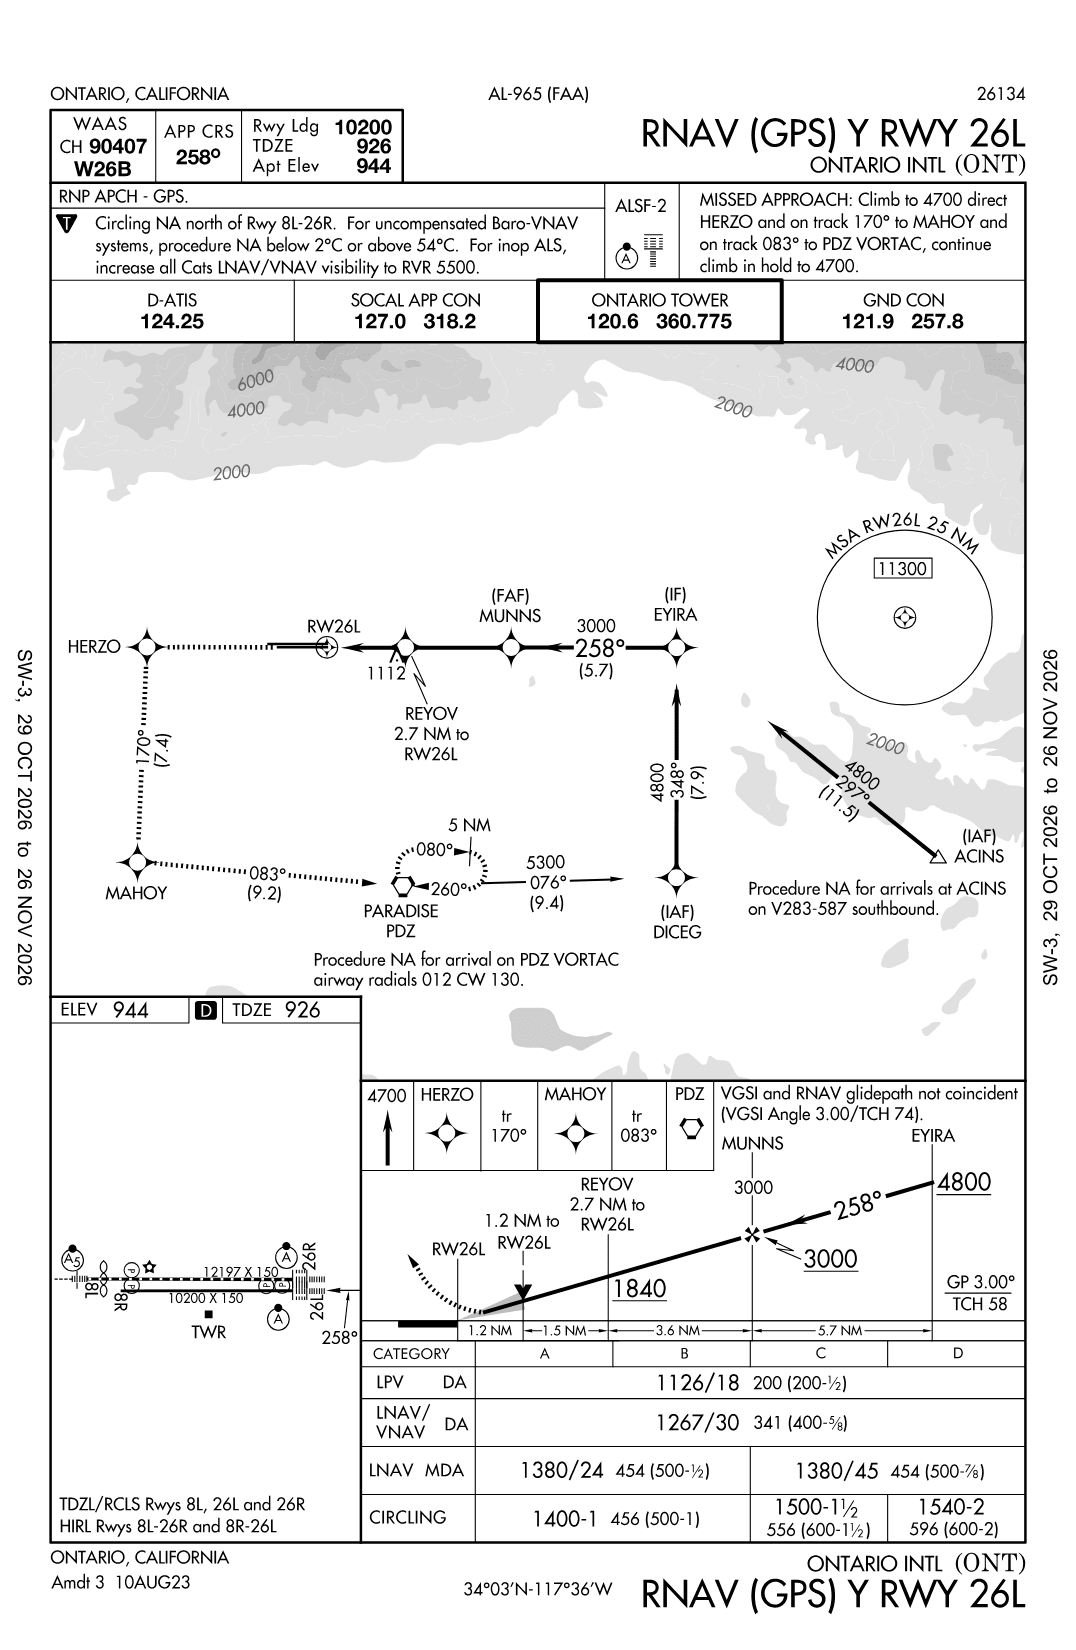 ONTARIO, CALIFORNIA
AL-965 (FAA)
26134
WAAS
CH 90407
W26B
APP CRS
258°
Rwy Ldg 10200
TDZE 926
Apt Elev 944
RNAV (GPS) Y RWY 26L
ONTARIO INTL (ONT)
RNP APCH - GPS.
T
Circling NA north of Rwy 8L-26R. For uncompensated Baro-VNAV
systems, procedure NA below 2°C or above 54°C. For inop ALS,
increase all Cats LNAV/VNAV visibility to RVR 5500.
ALSF-2
A
MISSED APPROACH: Climb to 4700 direct
HERZO and on track 170° to MAHOY and
on track 083° to PDZ VORTAC, continue
climb in hold to 4700.
D-ATIS
124.25
SOCAL APP CON
127.0 318.2
ONTARIO TOWER
120.6 360.775
GND CON
121.9 257.8
6000
4000
2000
2000
4000
MSA RW26L 25 NM
11300
HERZO
RW26L
1112
REYOV
2.7 NM to
RW26L
(FAF)
MUNNS
3000
258°
(5.7)
(IF)
EYIRA
170°
(7.4)
4800
348°
(7.9)
2000
4800
297°
(11.5)
(IAF)
ACINS
Procedure NA for arrivals at ACINS
on V283-587 southbound.
MAHOY
083°
(9.2)
5 NM
080°
260°
PARADISE
PDZ
5300
076°
(9.4)
(IAF)
DICEG
Procedure NA for arrival on PDZ VORTAC
airway radials 012 CW 130.
SW-3, 29 OCT 2026 to 26 NOV 2026
SW-3, 29 OCT 2026 to 26 NOV 2026
ELEV 944
D
TDZE 926
A5
8L
8R
P
P
12197 X 150
10200 X 150
P
P
A
26R
26L
A
TWR
258°
TDZL/RCLS Rwys 8L, 26L and 26R
HIRL Rwys 8L-26R and 8R-26L
4700
HERZO
tr
170°
MAHOY
tr
083°
PDZ
VGSI and RNAV glidepath not coincident
(VGSI Angle 3.00/TCH 74).
MUNNS
EYIRA
REYOV
2.7 NM to
RW26L
1.2 NM to
RW26L
RW26L
3000
258°
4800
3000
1840
GP 3.00°
TCH 58
1.2 NM
1.5 NM
3.6 NM
5.7 NM
CATEGORY A B C D
LPV DA 1126/18 200 (200-½)
LNAV/
VNAV DA 1267/30 341 (400-⅝)
LNAV MDA 1380/24 454 (500-½) 1380/45 454 (500-⅞)
CIRCLING 1400-1 456 (500-1)
1500-1½
556 (600-1½)
1540-2
596 (600-2)
ONTARIO, CALIFORNIA
Amdt 3 10AUG23
34°03'N-117°36'W
ONTARIO INTL (ONT)
RNAV (GPS) Y RWY 26L